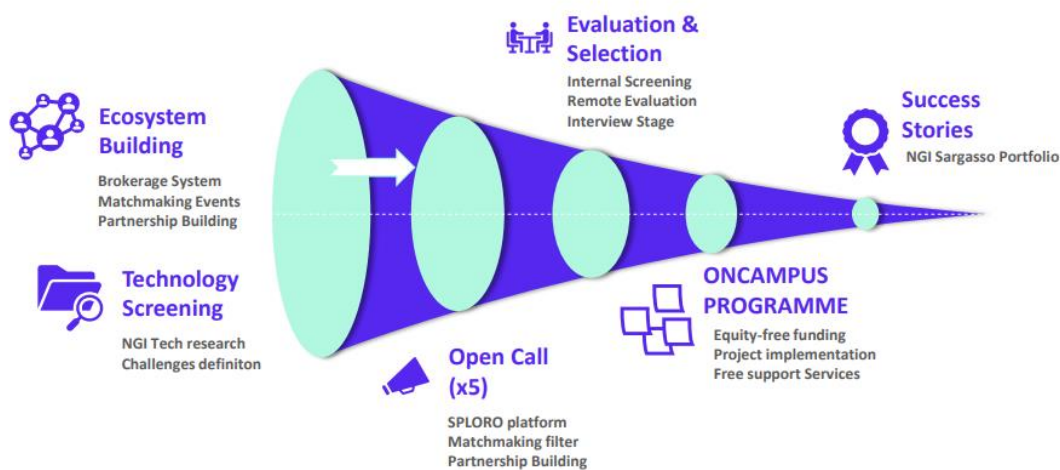 Ecosystem
Building
Brokerage System
Matchmaking Events
Partnership Building
Technology
Screening
NGI Tech research
Challenges definiton
Open Call
(x5)
SPLORO platform
Matchmaking filter
Partnership Building
Evaluation &
Selection
Internal Screening
Remote Evaluation
Interview Stage
ONCAMPUS
PROGRAMME
Equity-free funding
Project implementation
Free support Services
Success
Stories
NGI Sargasso Portfolio